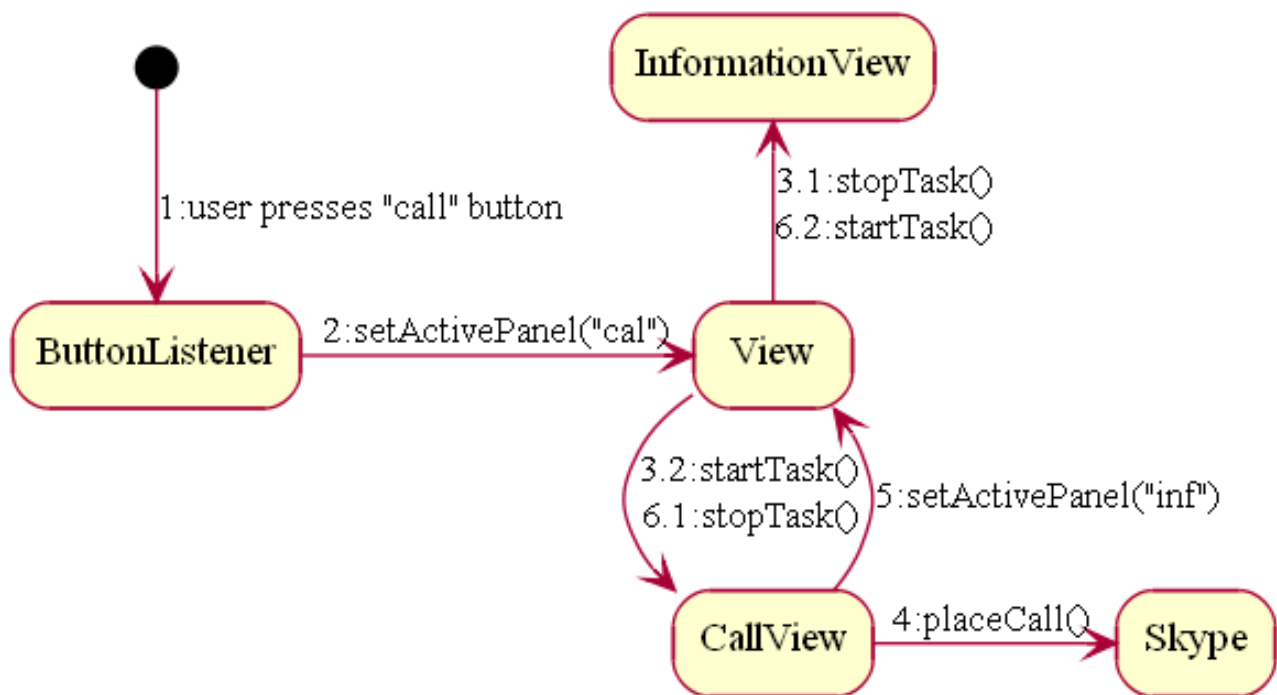 InformationView
3.1:stopTask()
6.2:startTask()
1:user presses "call" button
ButtonListener
2:setActivePanel("cal")
View
3.2:startTask()
6.1:stopTask()
5:setActivePanel("inf")
CallView
4:placeCall()
Skype